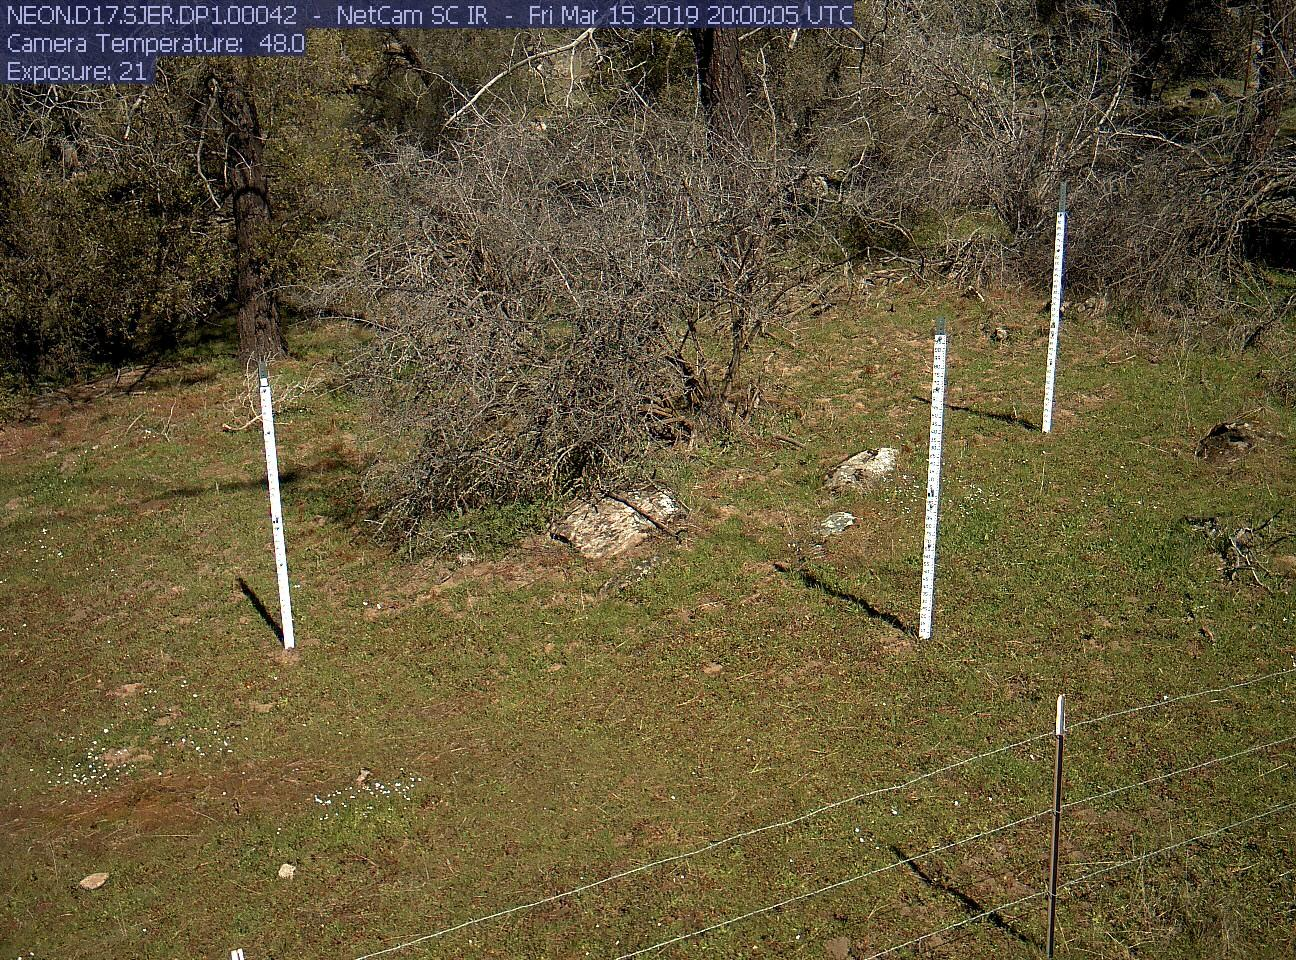 NEON.D17.SJER.DP1.00042 - NetCam SC IR - Fri Mar 15 2019 20:00:05 UTC
Camera Temperature: 48.0
Exposure: 21